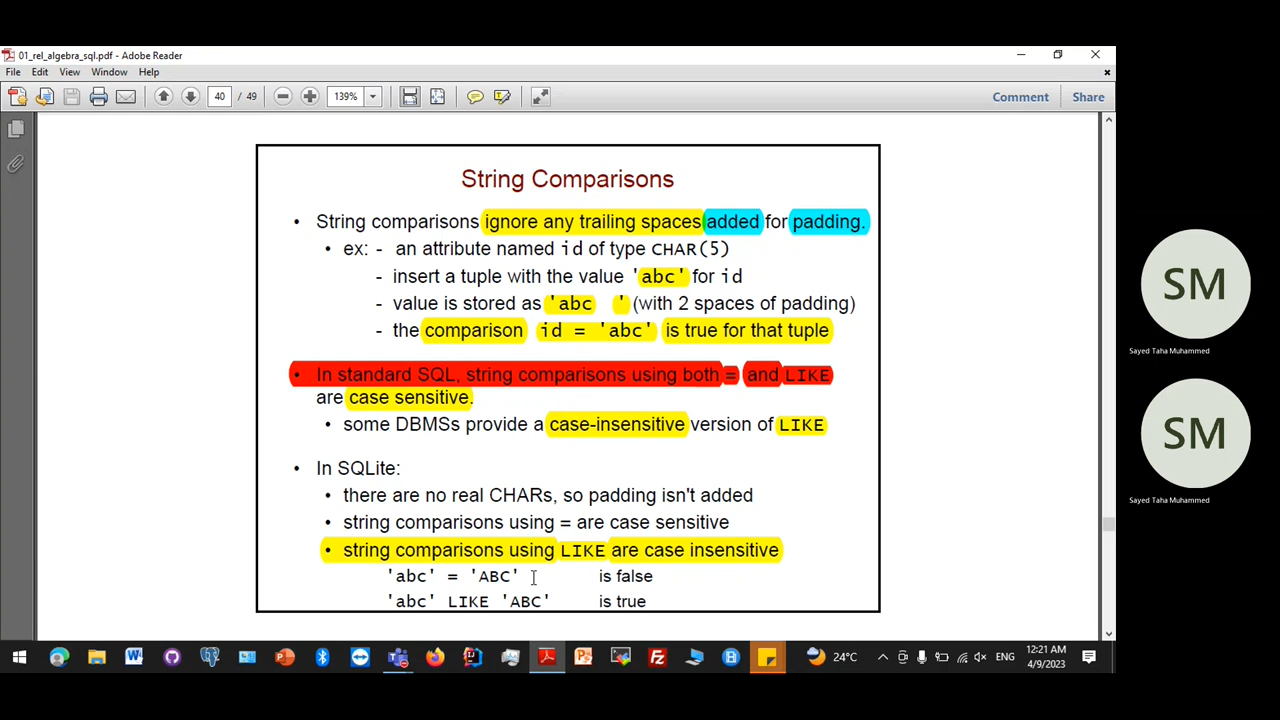 01_rel_algebra_sql.pdf - Adobe Reader
File Edit View Window Help
40 / 49 139% Comment Share
String Comparisons
• String comparisons ignore any trailing spaces added for padding.
• ex: - an attribute named id of type CHAR(5)
- insert a tuple with the value 'abc' for id
- value is stored as 'abc  ' (with 2 spaces of padding)
- the comparison id = 'abc' is true for that tuple
• In standard SQL, string comparisons using both = and LIKE
are case sensitive.
• some DBMSs provide a case-insensitive version of LIKE
• In SQLite:
• there are no real CHARs, so padding isn't added
• string comparisons using = are case sensitive
• string comparisons using LIKE are case insensitive
'abc' = 'ABC' is false
'abc' LIKE 'ABC' is true
SM
Sayed Taha Muhammed
SM
Sayed Taha Muhammed
24°C ENG 12:21 AM
4/9/2023